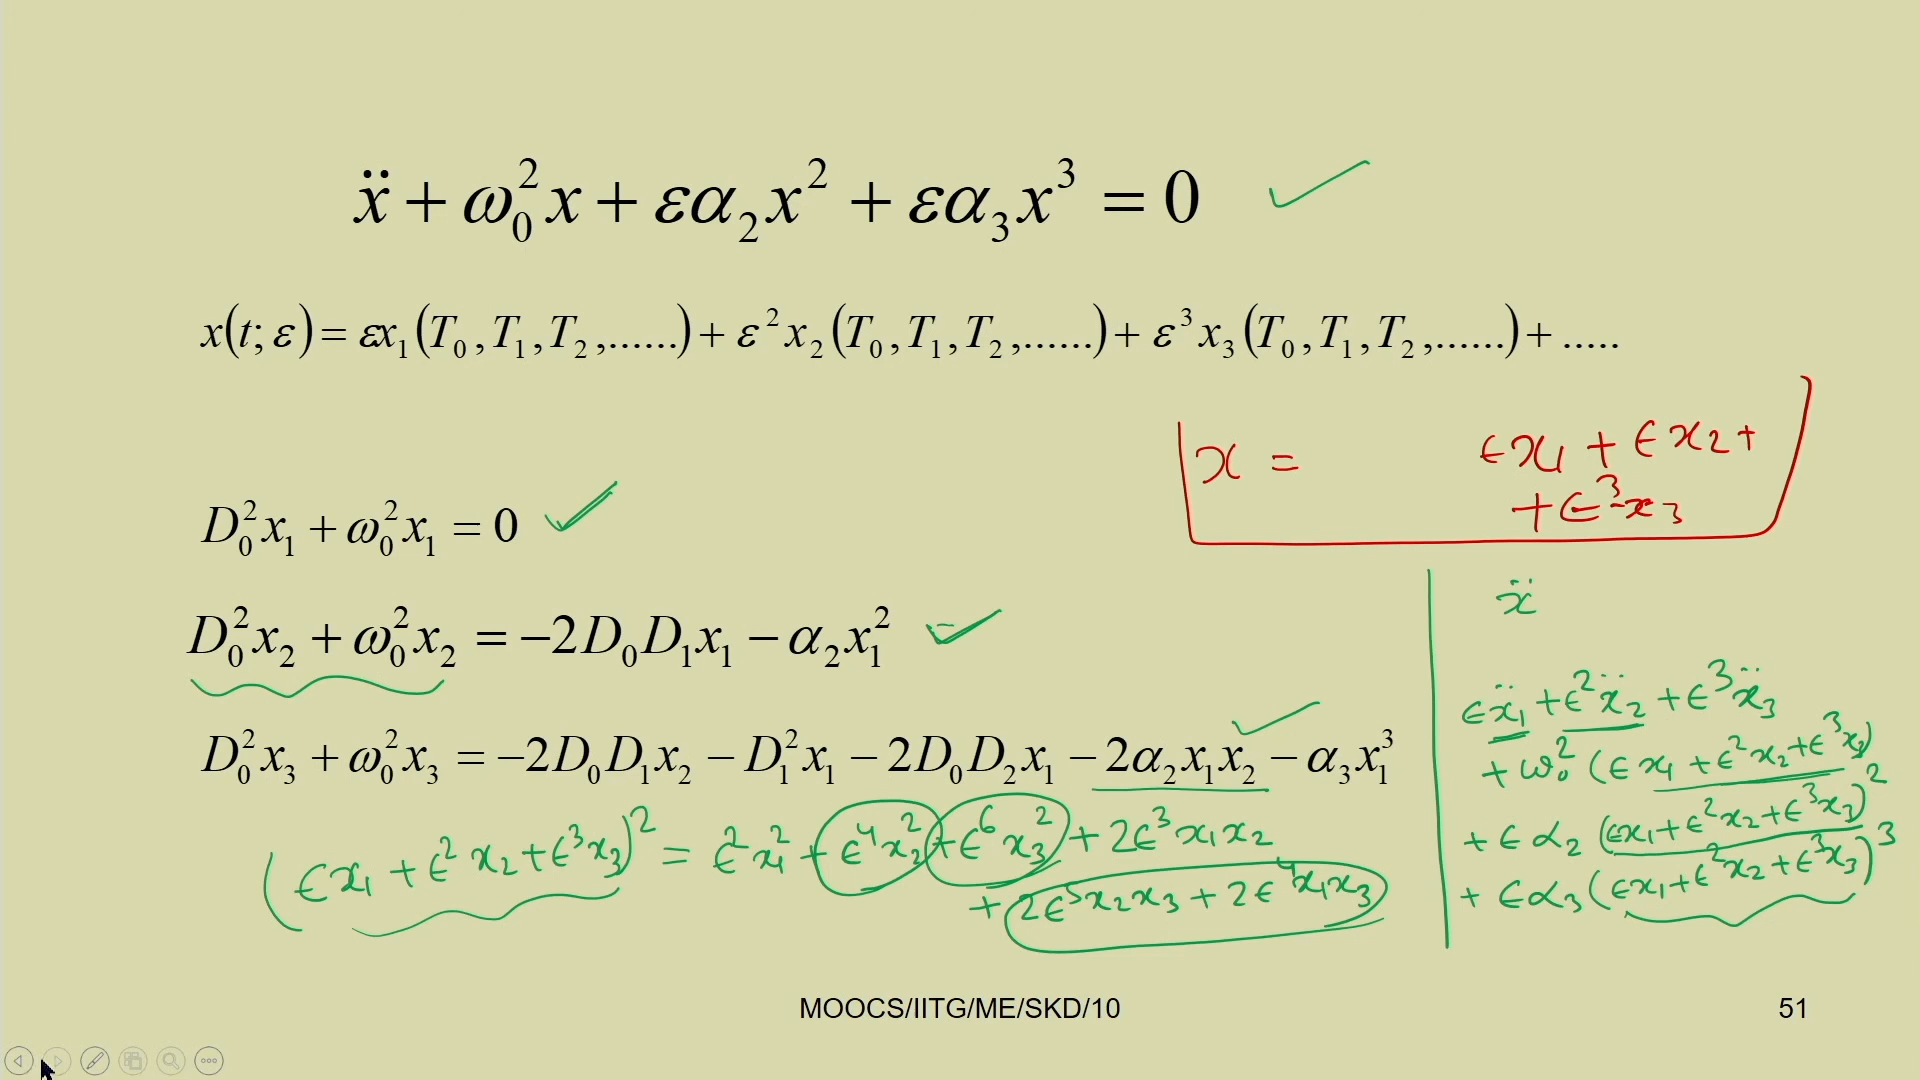 ẍ + ω₀²x + εα₂x² + εα₃x³ = 0
x(t;ε) = εx₁(T₀,T₁,T₂,......) + ε²x₂(T₀,T₁,T₂,......) + ε³x₃(T₀,T₁,T₂,......) + .....
x = ϵx₁ + ϵx₂ +
+ ϵ³x₃
D₀²x₁ + ω₀²x₁ = 0
D₀²x₂ + ω₀²x₂ = −2D₀D₁x₁ − α₂x₁²
D₀²x₃ + ω₀²x₃ = −2D₀D₁x₂ − D₁²x₁ − 2D₀D₂x₁ − 2α₂x₁x₂ − α₃x₁³
(ϵx₁ + ϵ²x₂ + ϵ³x₃)² = ϵ²x₁² + ϵ⁴x₂² + ϵ⁶x₃² + 2ϵ³x₁x₂
+ 2ϵ⁵x₂x₃ + 2ϵ⁴x₁x₃
ẍ
ϵẍ₁ + ϵ²ẍ₂ + ϵ³ẍ₃
+ ω₀²(ϵx₁ + ϵ²x₂ + ϵ³x₃)
+ ϵα₂(ϵx₁ + ϵ²x₂ + ϵ³x₃)²
+ ϵα₃(ϵx₁ + ϵ²x₂ + ϵ³x₃)³
MOOCS/IITG/ME/SKD/10
51